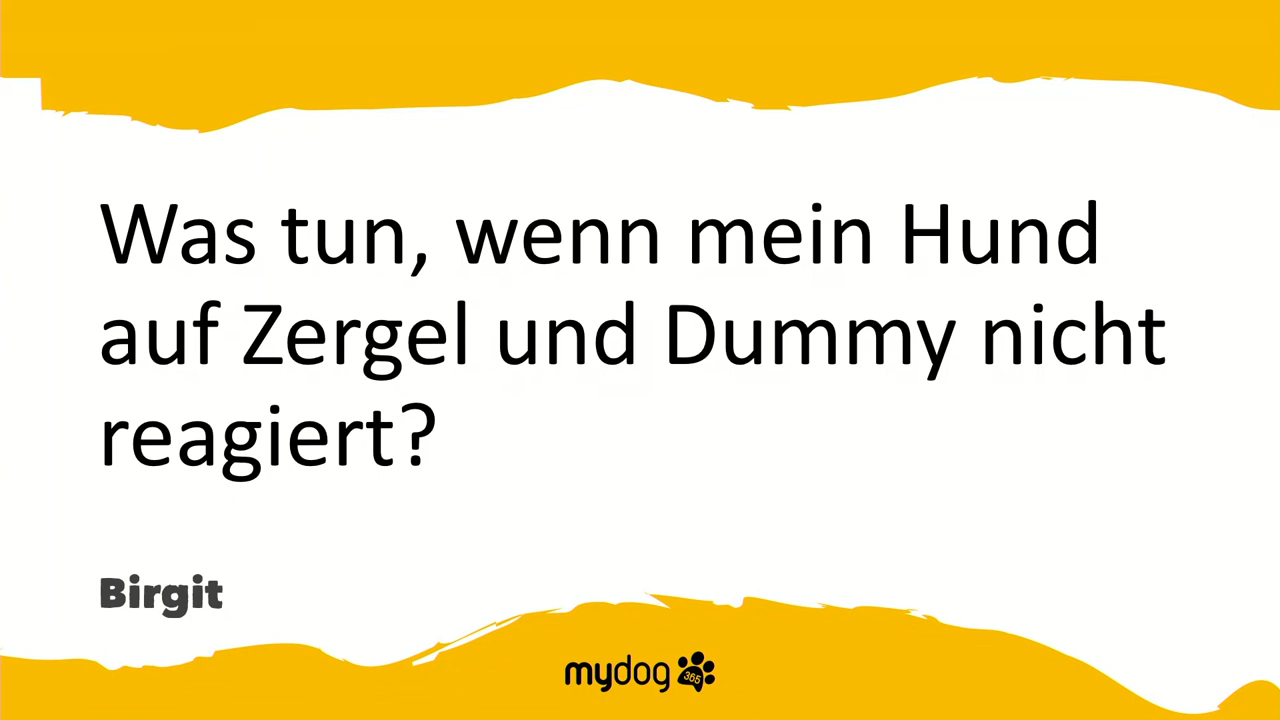 Was tun, wenn mein Hund
auf Zergel und Dummy nicht
reagiert?
Birgit
mydog
365